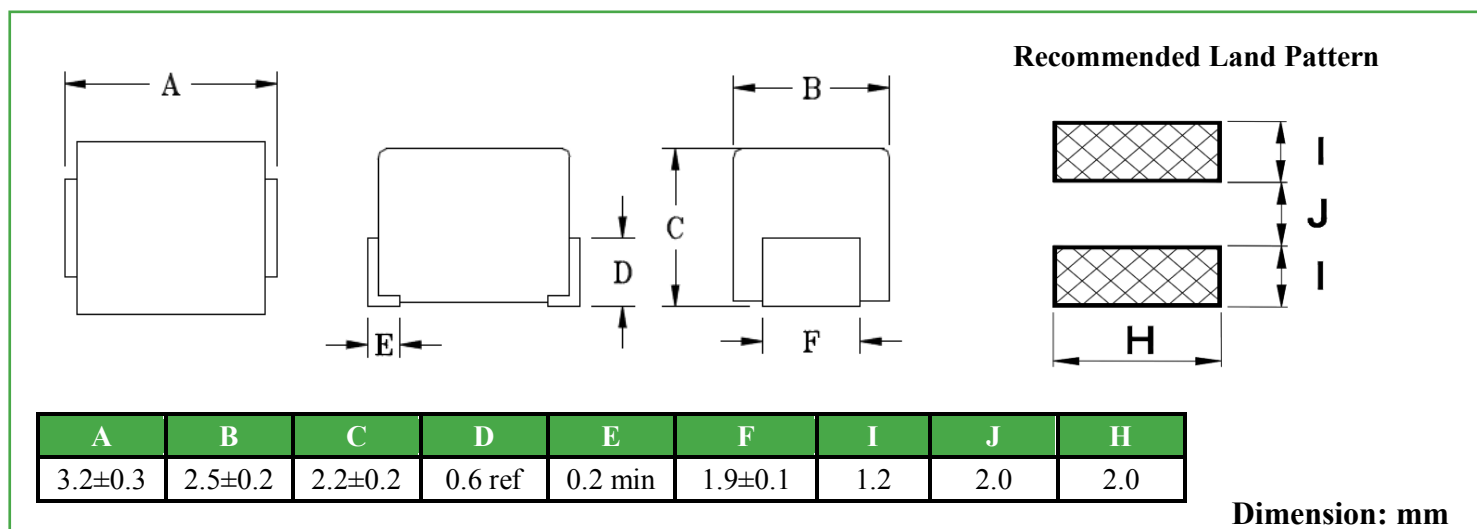 Recommended Land Pattern
A
B
C
D
E
F
I
J
I
H
A B C D E F I J H
3.2±0.3 2.5±0.2 2.2±0.2 0.6 ref 0.2 min 1.9±0.1 1.2 2.0 2.0
Dimension: mm